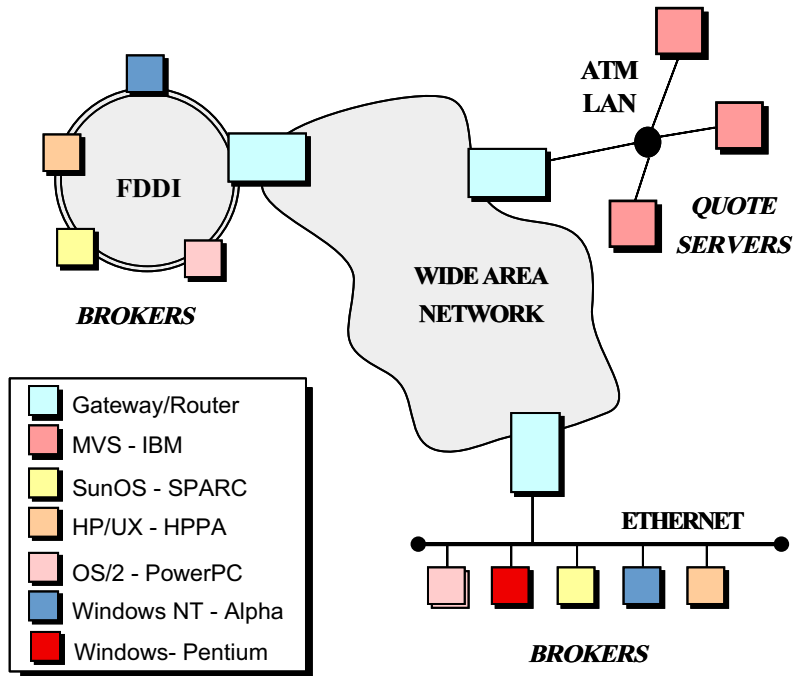 ATM
LAN
FDDI
QUOTE
SERVERS
WIDE AREA
NETWORK
BROKERS
Gateway/Router
MVS - IBM
SunOS - SPARC
HP/UX - HPPA
OS/2 - PowerPC
Windows NT - Alpha
Windows- Pentium
ETHERNET
BROKERS